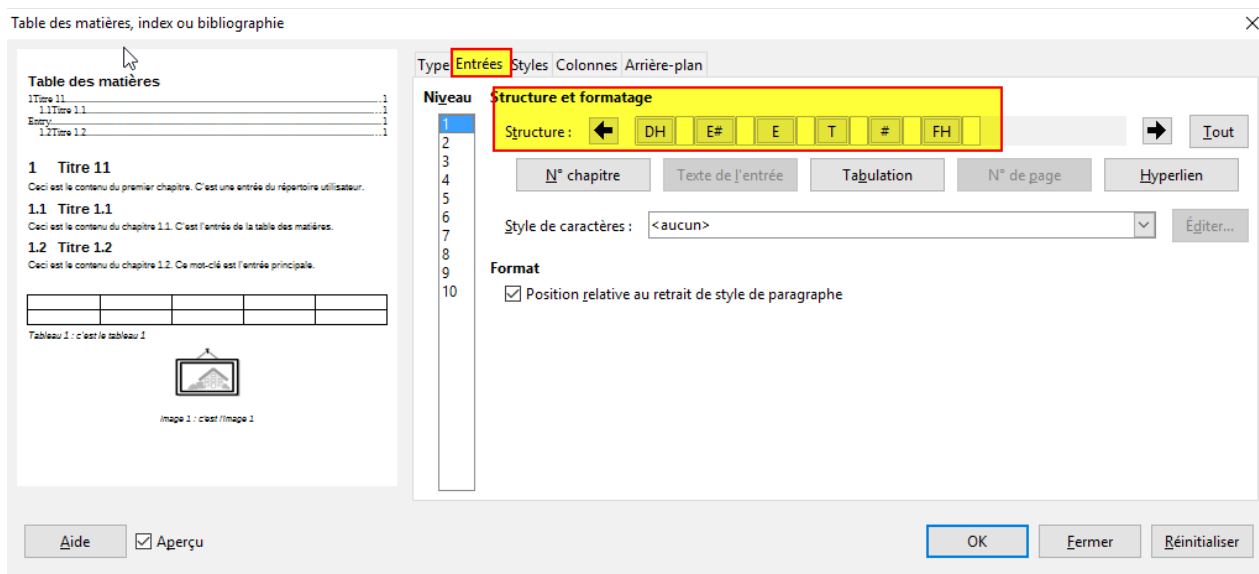 Table des matières, index ou bibliographie
Table des matières
1Titre 11 1
1.1Titre 1.1 1
Entry 1
1.2Titre 1.2 1
1 Titre 11
Ceci est le contenu du premier chapitre. C'est une entrée du répertoire utilisateur.
1.1 Titre 1.1
Ceci est le contenu du chapitre 1.1. C'est l'entrée de la table des matières.
1.2 Titre 1.2
Ceci est le contenu du chapitre 1.2. Ce mot-clé est l'entrée principale.
Tableau 1 : c'est le tableau 1
Image 1 : c'est l'image 1
Type Entrées Styles Colonnes Arrière-plan
Niveau Structure et formatage
1
2
3
4
5
6
7
8
9
10
Structure : DH E# E T # FH Tout
N° chapitre Texte de l'entrée Tabulation N° de page Hyperlien
Style de caractères : <aucun> Éditer...
Format
Position relative au retrait de style de paragraphe
Aide Aperçu OK Fermer Réinitialiser